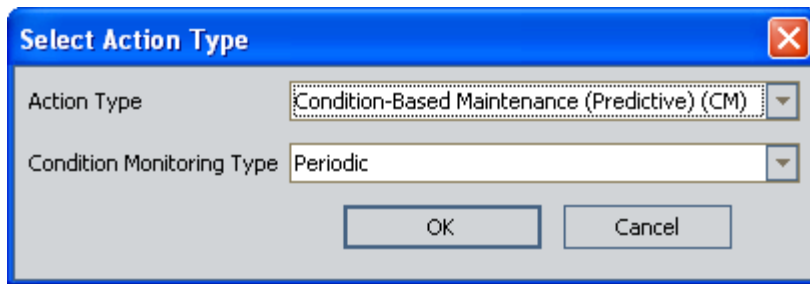 Select Action Type
Action Type Condition-Based Maintenance (Predictive) (CM)
Condition Monitoring Type Periodic
OK Cancel